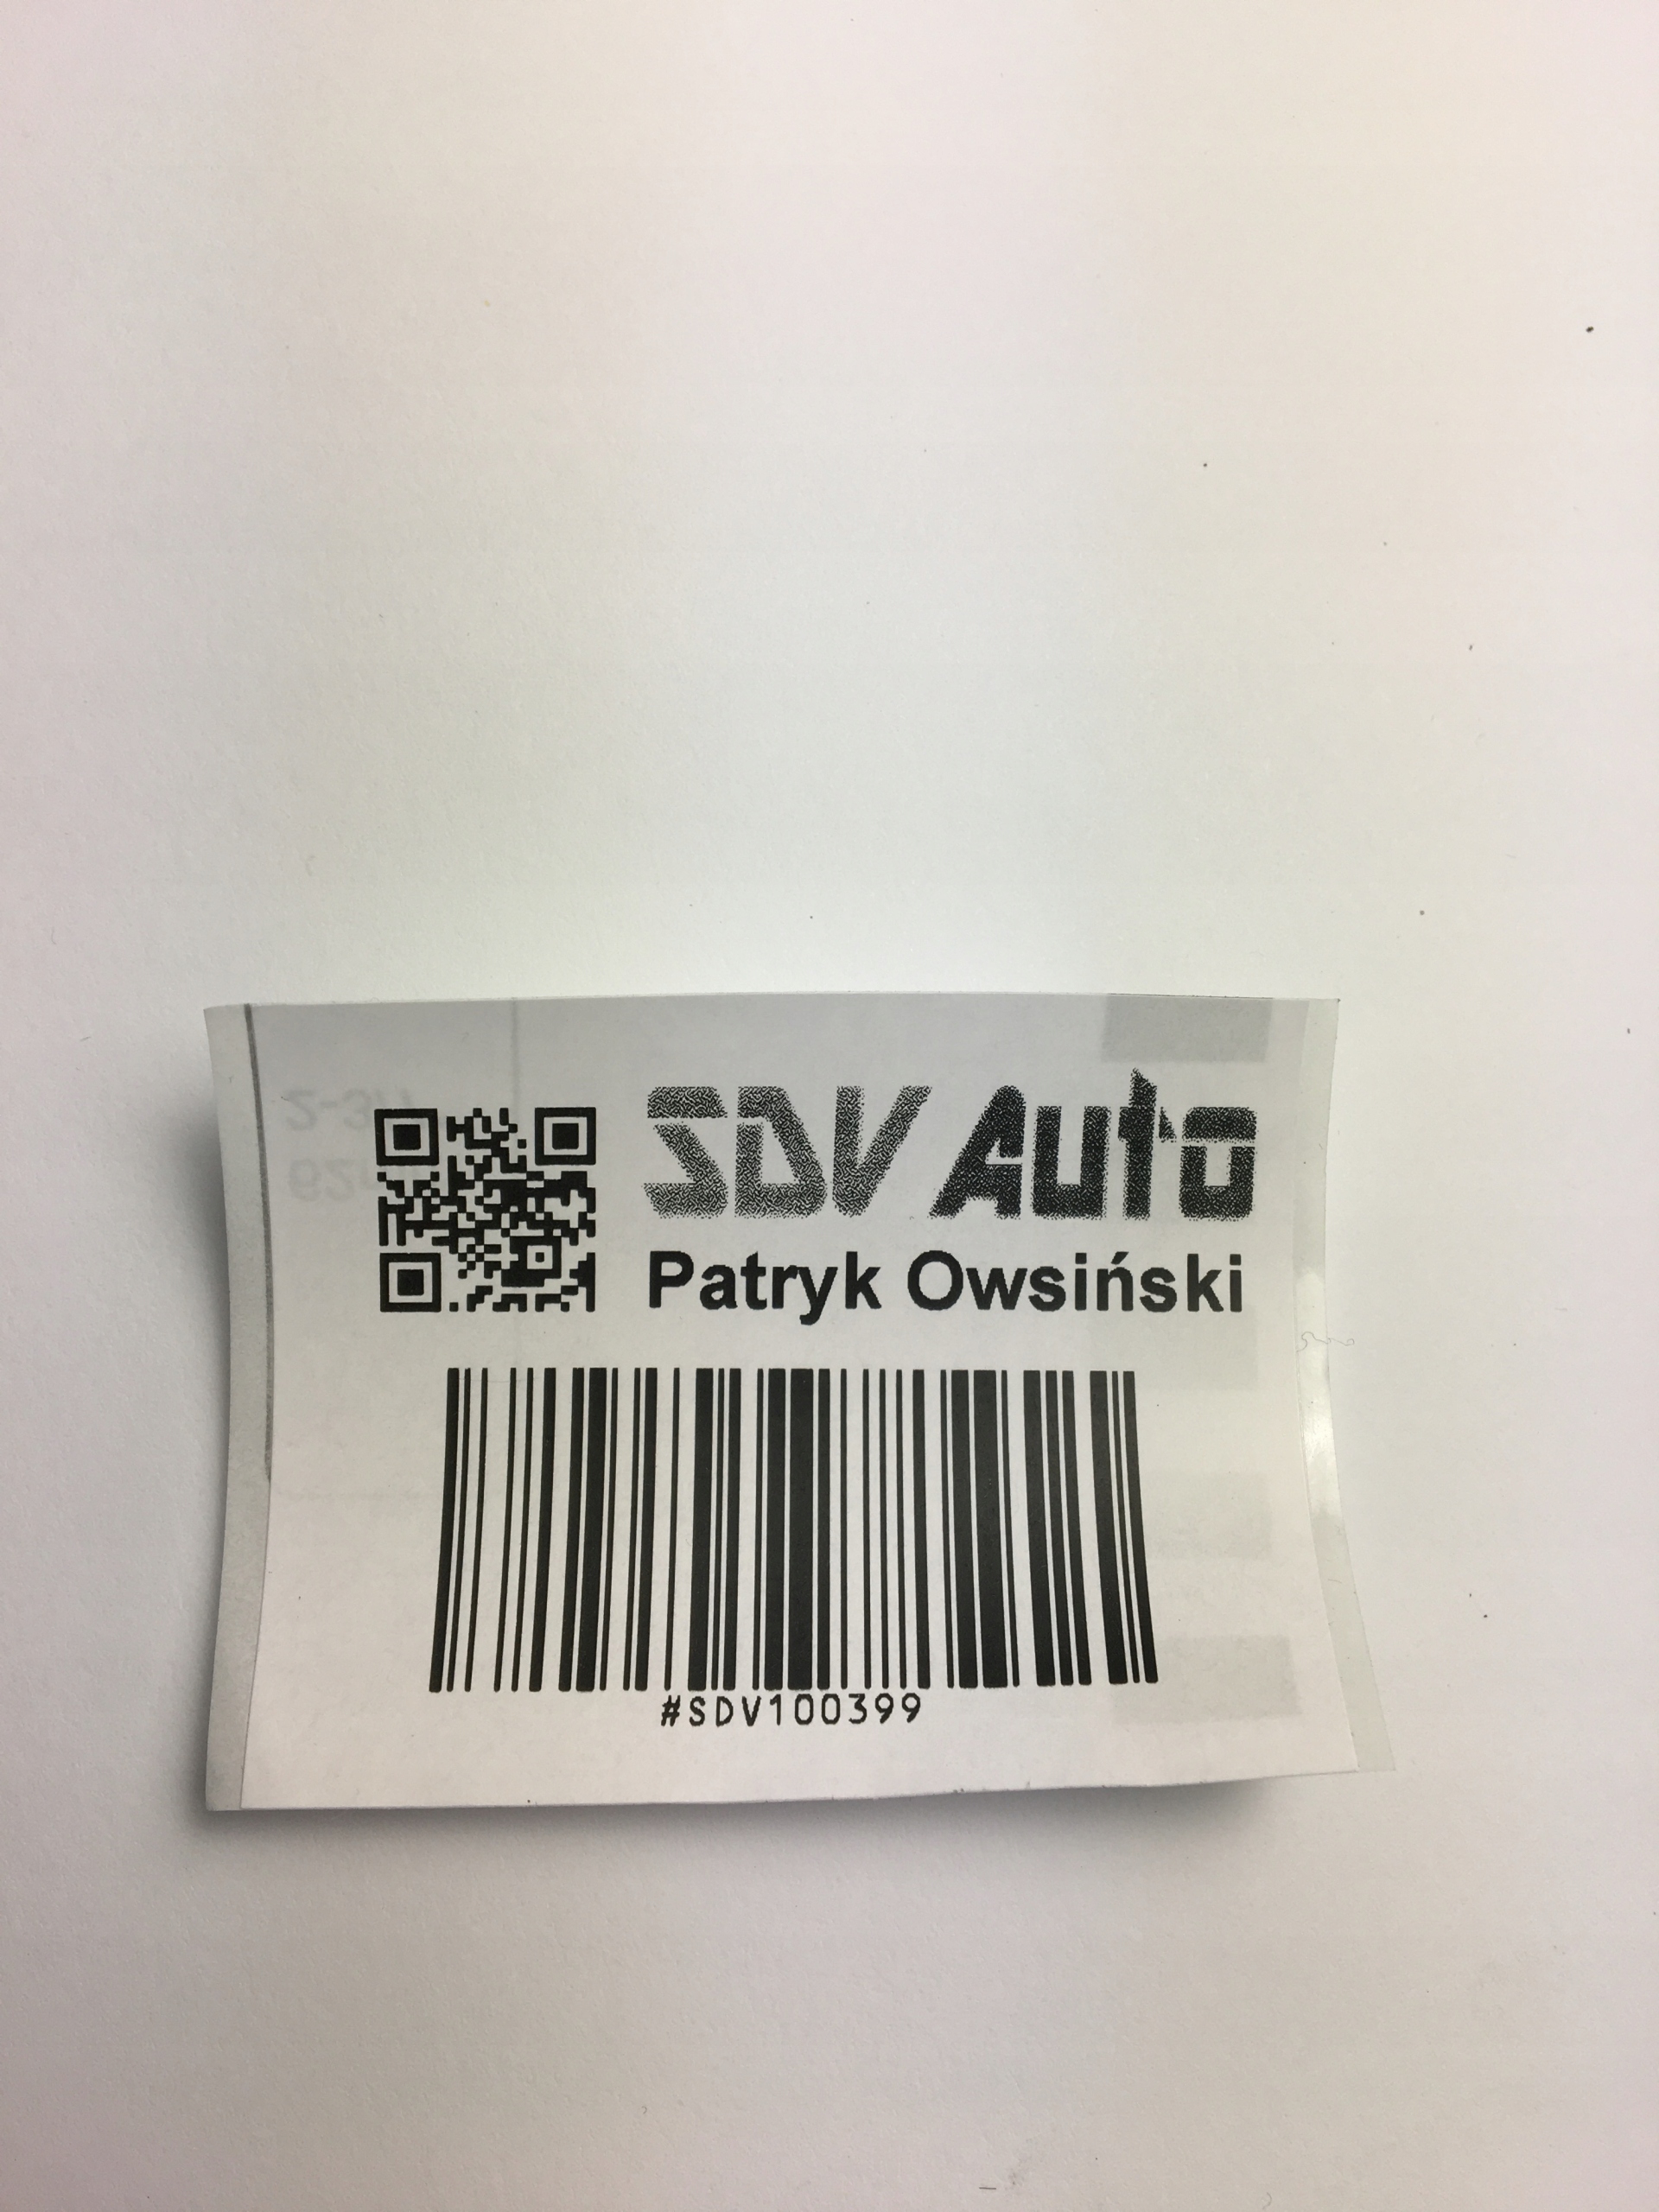 SDV Auto
Patryk Owsiński
#SDV100399